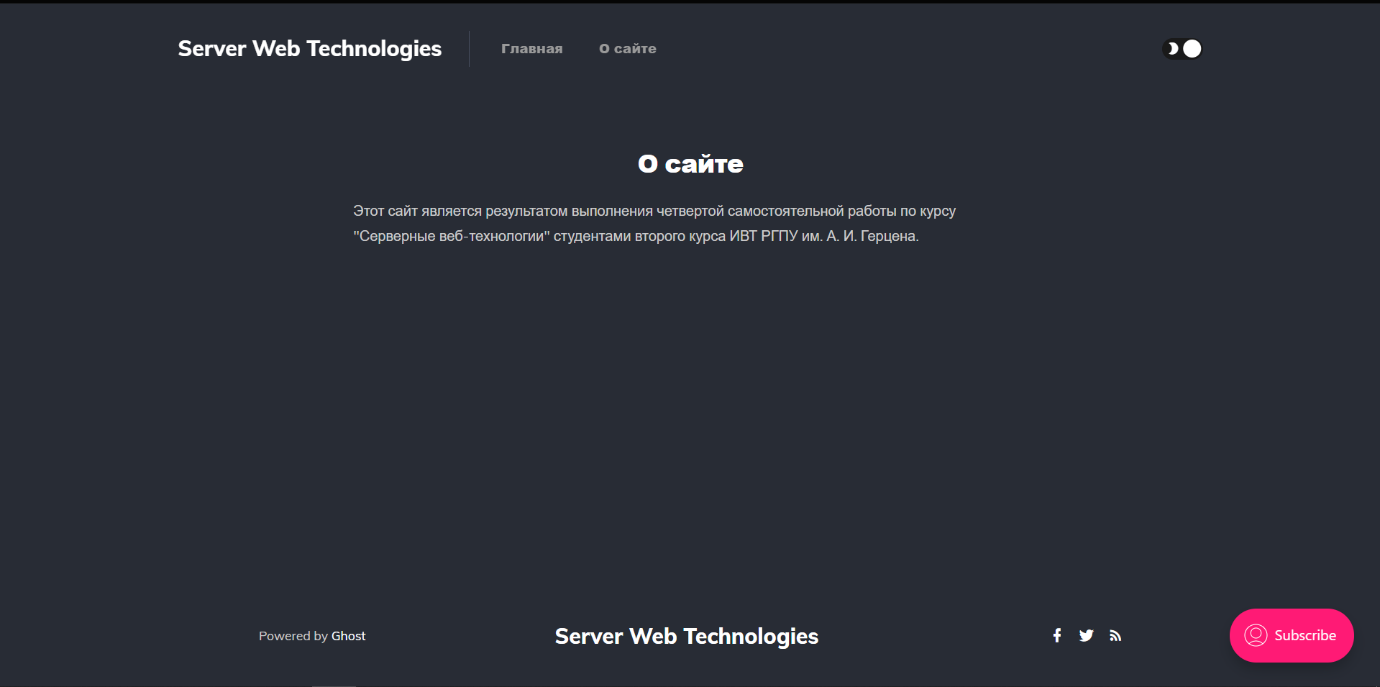 Server Web Technologies
Главная
О сайте
О сайте
Этот сайт является результатом выполнения четвертой самостоятельной работы по курсу
"Серверные веб-технологии" студентами второго курса ИВТ РГПУ им. А. И. Герцена.
Powered by Ghost
Server Web Technologies
Subscribe